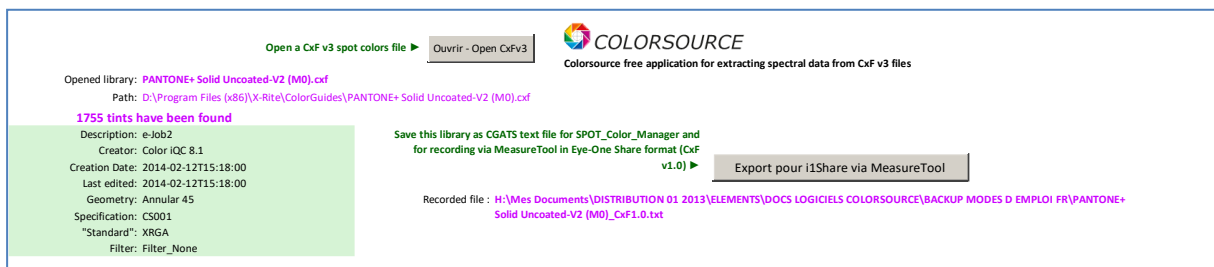 Open a CxF v3 spot colors file ►
Ouvrir - Open CxFv3
COLORSOURCE
Colorsource free application for extracting spectral data from CxF v3 files
Opened library: PANTONE+ Solid Uncoated-V2 (M0).cxf
Path: D:\Program Files (x86)\X-Rite\ColorGuides\PANTONE+ Solid Uncoated-V2 (M0).cxf
1755 tints have been found
Description: e-Job2
Creator: Color iQC 8.1
Creation Date: 2014-02-12T15:18:00
Last edited: 2014-02-12T15:18:00
Geometry: Annular 45
Specification: CS001
"Standard": XRGA
Filter: Filter_None
Save this library as CGATS text file for SPOT_Color_Manager and
for recording via MeasureTool in Eye-One Share format (CxF
v1.0) ►
Export pour i1Share via MeasureTool
Recorded file : H:\Mes Documents\DISTRIBUTION 01 2013\ELEMENTS\DOCS LOGICIELS COLORSOURCE\BACKUP MODES D EMPLOI FR\PANTONE+
Solid Uncoated-V2 (M0)_CxF1.0.txt